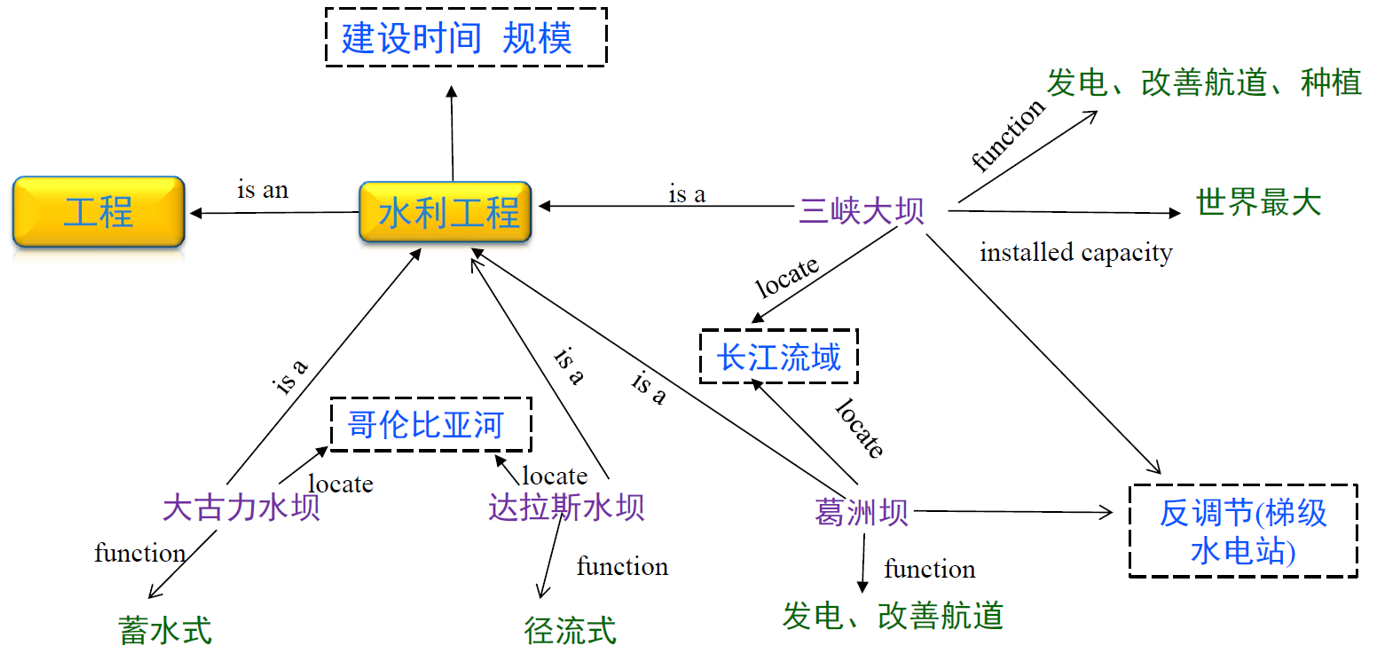 建设时间 规模
发电、改善航道、种植
function
is an
is a
世界最大
工程
水利工程
三峡大坝
installed capacity
locate
长江流域
is a
is a
is a
哥伦比亚河
locate
locate
locate
大古力水坝
达拉斯水坝
葛洲坝
反调节(梯级
水电站)
function
function
function
蓄水式
径流式
发电、改善航道